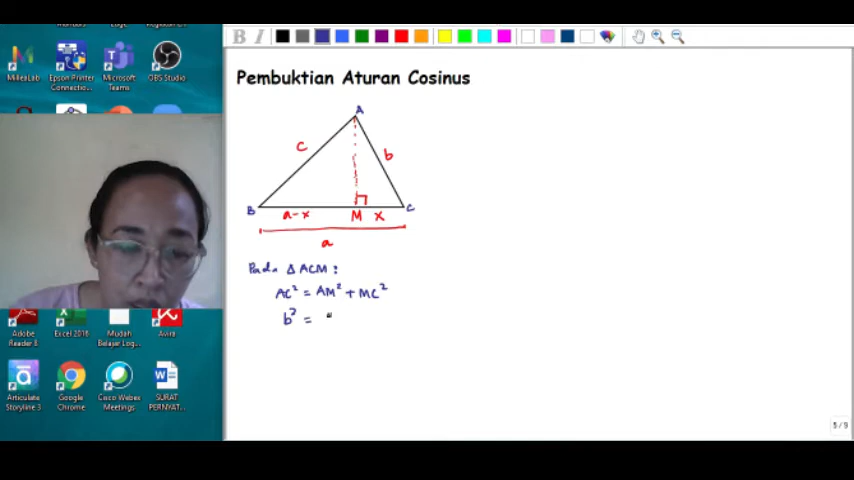 B I
MilleaLab
Epson Printer
Connection...
Microsoft
Teams
OBS Studio
Pembuktian Aturan Cosinus
A
c
b
B
a-x
M
x
C
a
Pada Δ ACM :
AC² = AM² + MC²
b² =
Adobe
Reader 8
Excel 2016
Mudah
Belajar Log...
Avira
Articulate
Storyline 3
Google
Chrome
Cisco Webex
Meetings
SURAT
PERNYAT...
5/9